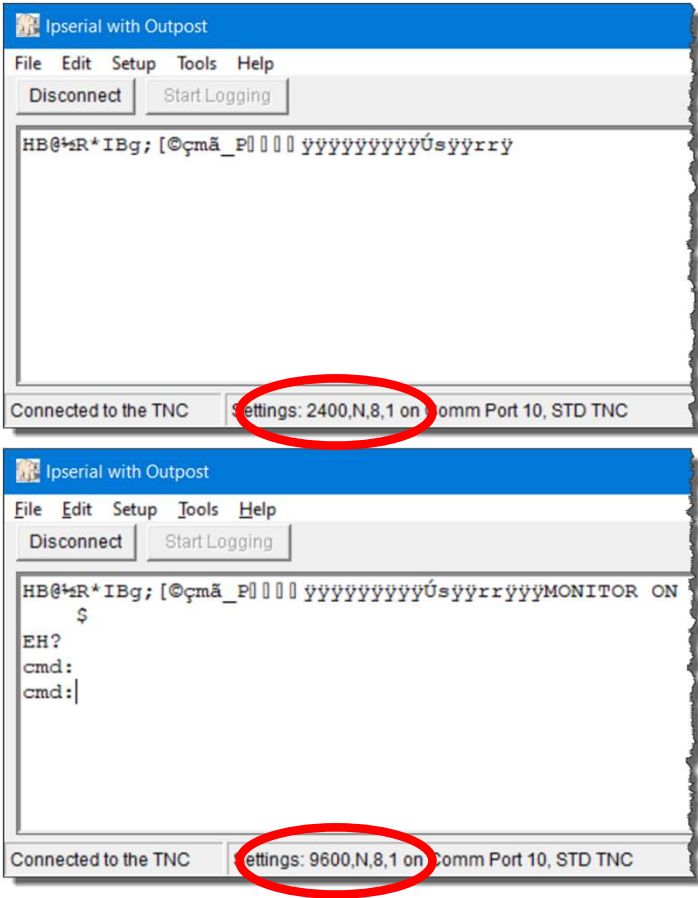 Ipserial with Outpost
File Edit Setup Tools Help
Disconnect Start Logging
HB@½R*IBg;[©çmã_P▯▯▯▯ ÿÿÿÿÿÿÿÿÿÚsÿÿrrÿ
Connected to the TNC Settings: 2400,N,8,1 on Comm Port 10, STD TNC
Ipserial with Outpost
File Edit Setup Tools Help
Disconnect Start Logging
HB@½R*IBg;[©çmã_P▯▯▯▯ ÿÿÿÿÿÿÿÿÿÚsÿÿrrÿÿÿMONITOR ON
$
EH?
cmd:
cmd:
Connected to the TNC Settings: 9600,N,8,1 on Comm Port 10, STD TNC